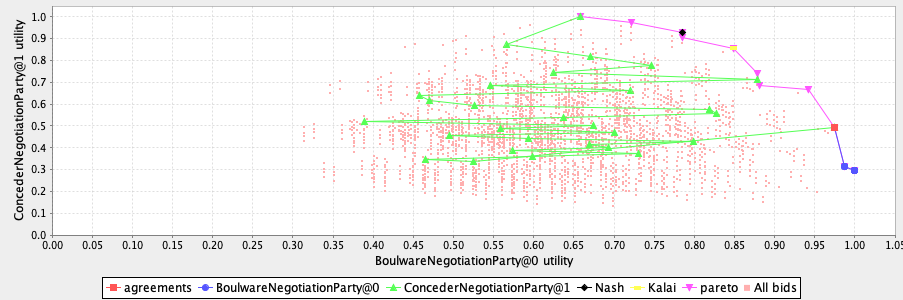 ConcederNegotiationParty@1 utility
1.0
0.9
0.8
0.7
0.6
0.5
0.4
0.3
0.2
0.1
0.0
0.00 0.05 0.10 0.15 0.20 0.25 0.30 0.35 0.40 0.45 0.50 0.55 0.60 0.65 0.70 0.75 0.80 0.85 0.90 0.95 1.00 1.05
BoulwareNegotiationParty@0 utility
agreements BoulwareNegotiationParty@0 ConcederNegotiationParty@1 Nash Kalai pareto All bids